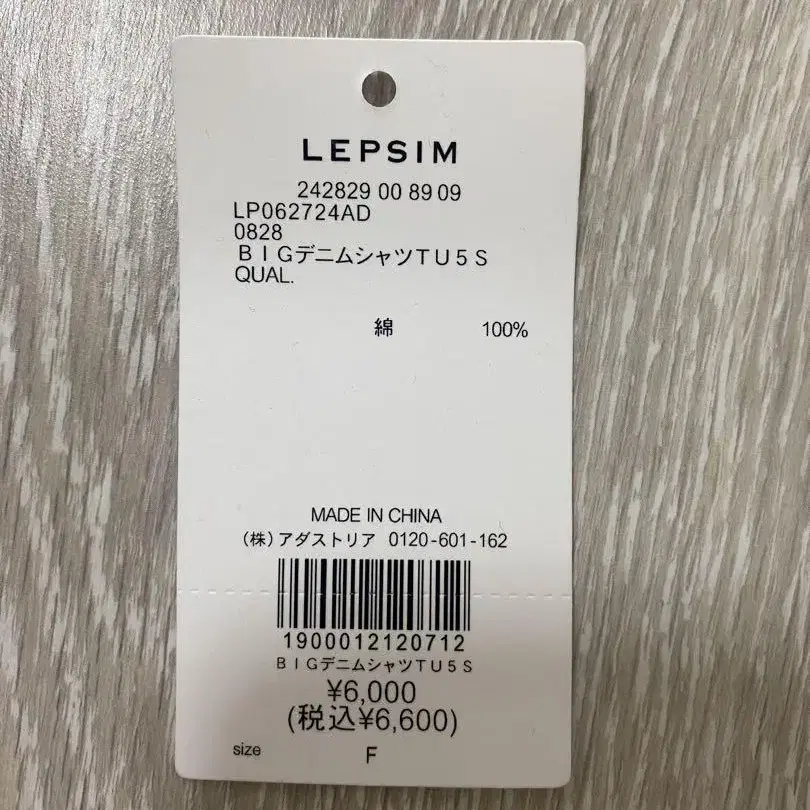 LEPSIM
242829 00 89 09
LP062724AD
0828
ＢＩＧデニムシャツＴＵ５Ｓ
QUAL.
綿 100%
MADE IN CHINA
（株）アダストリア 0120-601-162
1900012120712
ＢＩＧデニムシャツＴＵ５Ｓ
¥6,000
(税込¥6,600)
size F